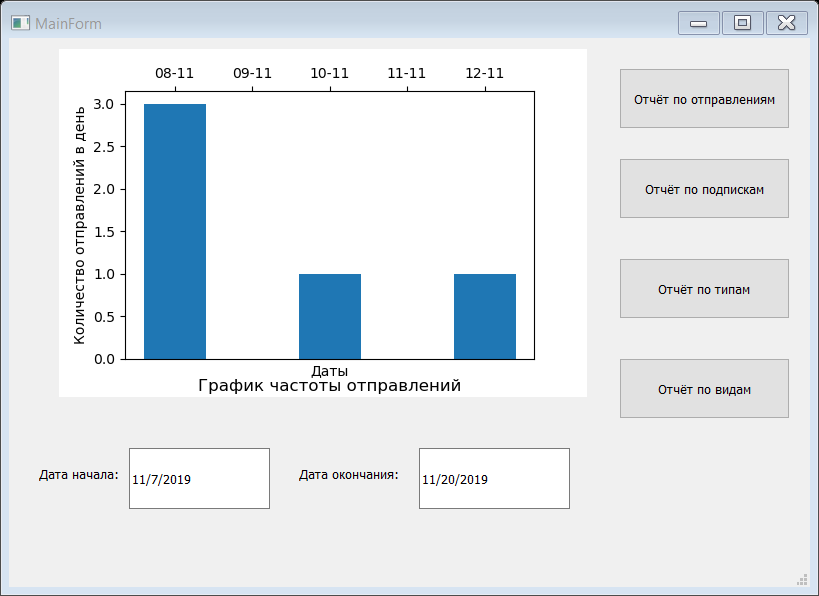 MainForm
08-11 09-11 10-11 11-11 12-11
3.0
2.5
2.0
1.5
1.0
0.5
0.0
Количество отправлений в день
Даты
График частоты отправлений
Отчёт по отправлениям
Отчёт по подпискам
Отчёт по типам
Отчёт по видам
Дата начала: 11/7/2019 Дата окончания: 11/20/2019